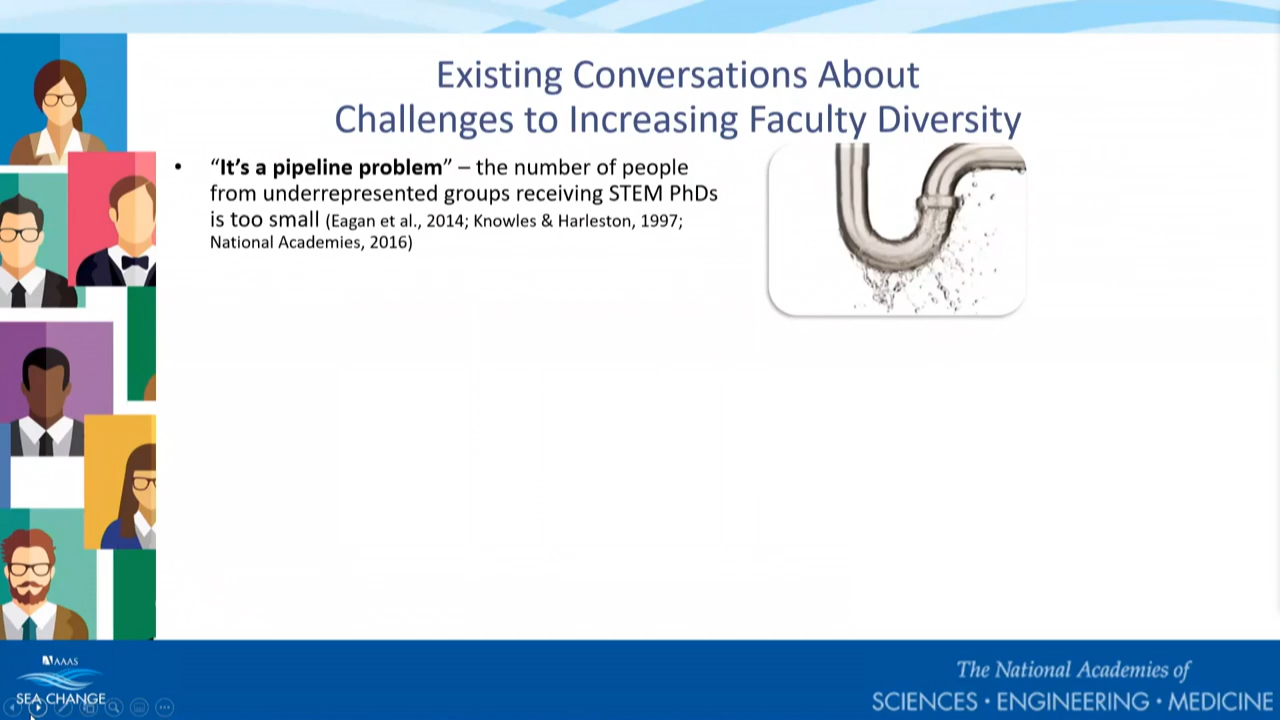 Existing Conversations About
Challenges to Increasing Faculty Diversity
• “It’s a pipeline problem” – the number of people
from underrepresented groups receiving STEM PhDs
is too small (Eagan et al., 2014; Knowles & Harleston, 1997;
National Academies, 2016)
AAAS
SEA CHANGE
The National Academies of
SCIENCES • ENGINEERING • MEDICINE